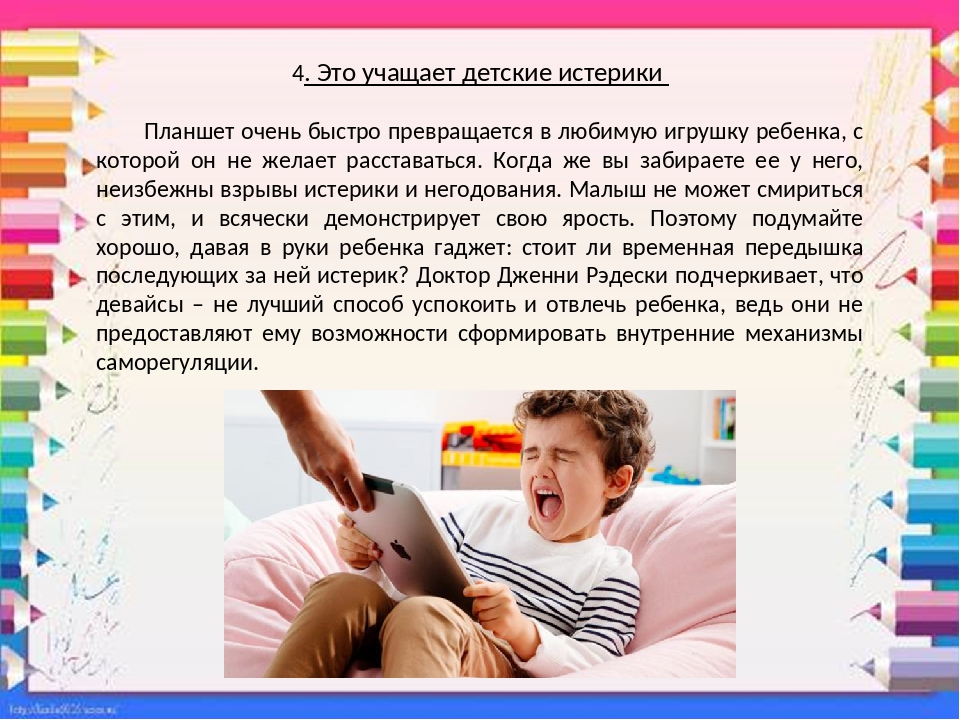 4. Это учащает детские истерики
Планшет очень быстро превращается в любимую игрушку ребенка, с
которой он не желает расставаться. Когда же вы забираете ее у него,
неизбежны взрывы истерики и негодования. Малыш не может смириться
с этим, и всячески демонстрирует свою ярость. Поэтому подумайте
хорошо, давая в руки ребенка гаджет: стоит ли временная передышка
последующих за ней истерик? Доктор Дженни Рэдески подчеркивает, что
девайсы – не лучший способ успокоить и отвлечь ребенка, ведь они не
предоставляют ему возможности сформировать внутренние механизмы
саморегуляции.